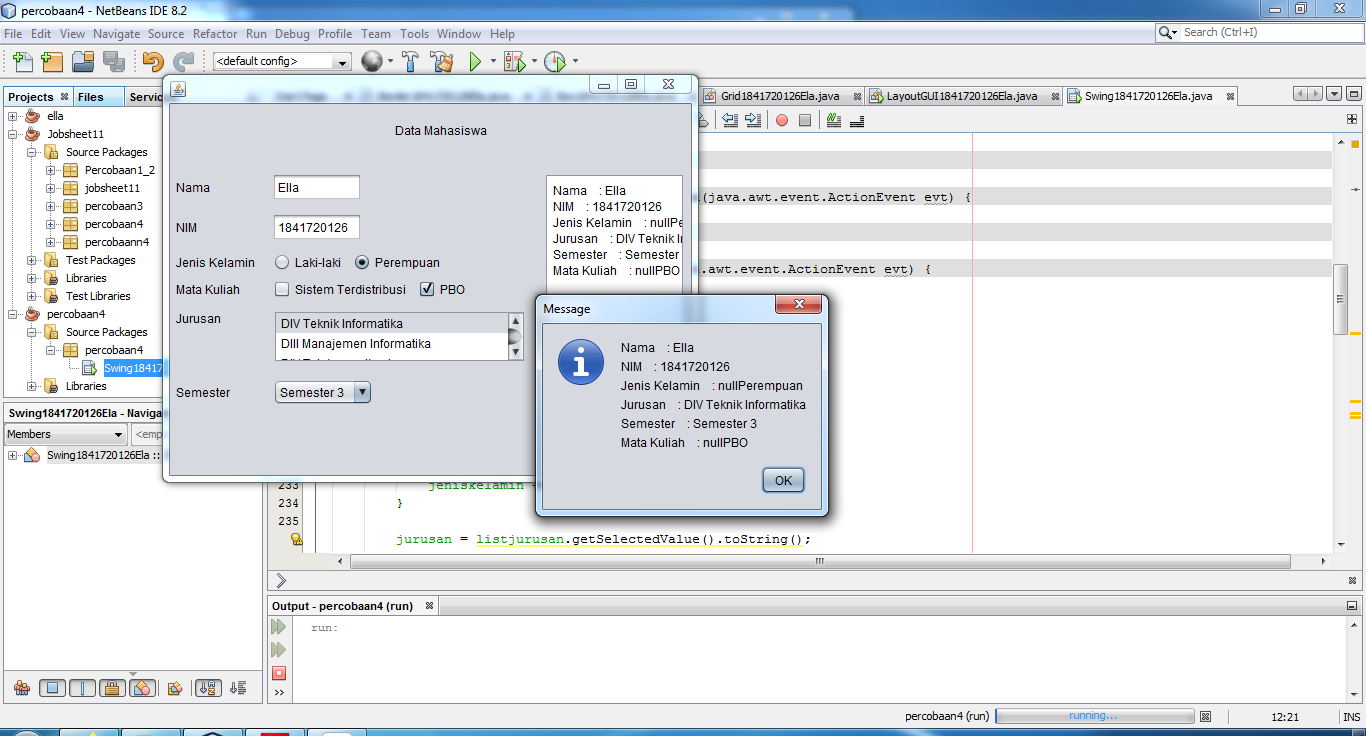 percobaan4 - NetBeans IDE 8.2
File Edit View Navigate Source Refactor Run Debug Profile Team Tools Window Help
Search (Ctrl+I)
<default config>
Projects Files Servic
Grid1841720126Ela.java
LayoutGUI1841720126Ela.java
Swing1841720126Ela.java
ella
Jobsheet11
Source Packages
Percobaan1_2
jobsheet11
percobaan3
percobaan4
percobaann4
Test Packages
Libraries
Test Libraries
percobaan4
Source Packages
percobaan4
Swing18417
Libraries
Swing1841720126Ela - Naviga
Members
<emp
Swing1841720126Ela ::
Data Mahasiswa
Nama
Ella
NIM
1841720126
Jenis Kelamin
Laki-laki
Perempuan
Mata Kuliah
Sistem Terdistribusi
PBO
Jurusan
DIV Teknik Informatika
DIII Manajemen Informatika
Semester
Semester 3
Nama : Ella
NIM : 1841720126
Jenis Kelamin : nullPer
Jurusan : DIV Teknik I
Semester : Semester
Mata Kuliah : nullPBO
(java.awt.event.ActionEvent evt) {
.awt.event.ActionEvent evt) {
Message
Nama : Ella
NIM : 1841720126
Jenis Kelamin : nullPerempuan
Jurusan : DIV Teknik Informatika
Semester : Semester 3
Mata Kuliah : nullPBO
OK
233
jeniskelamin
234
}
235
jurusan = listjurusan.getSelectedValue().toString();
Output - percobaan4 (run)
run:
percobaan4 (run)
running...
12:21
INS